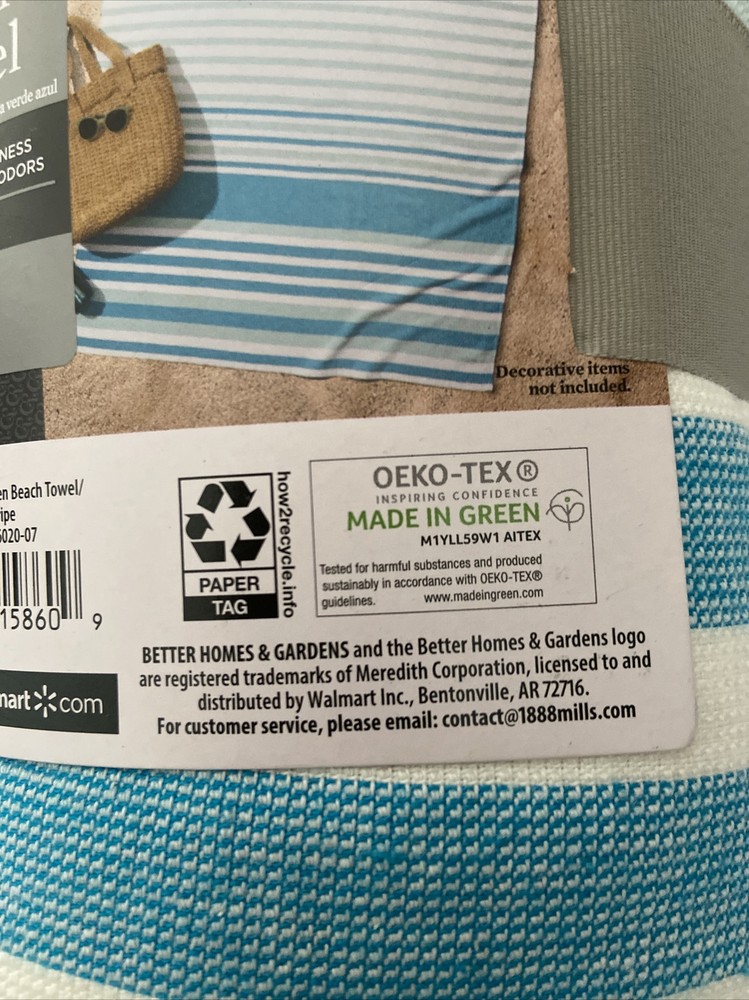 el
a verde azul
NESS
ODORS
Decorative items
not included.
en Beach Towel/
ipe
6020-07
15860 9
mart com
how2recycle.info
PAPER
TAG
OEKO-TEX®
INSPIRING CONFIDENCE
MADE IN GREEN
M1YLL59W1 AITEX
Tested for harmful substances and produced
sustainably in accordance with OEKO-TEX®
guidelines. www.madeingreen.com
BETTER HOMES & GARDENS and the Better Homes & Gardens logo
are registered trademarks of Meredith Corporation, licensed to and
distributed by Walmart Inc., Bentonville, AR 72716.
For customer service, please email: contact@1888mills.com